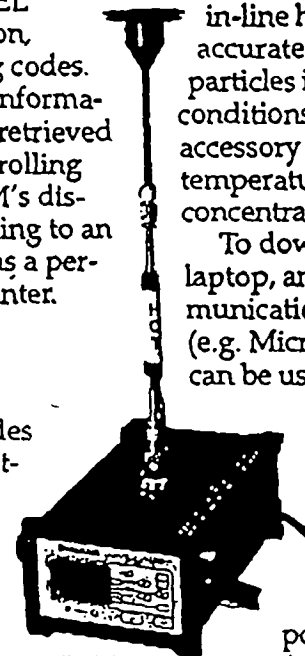 EL
on,
g codes.
nforma-
retrieved
rolling
M's dis-
ing to an
as a per-
nter.
les
t-
in-line h
accurate
particles i
conditions
accessory
temperatu
concentra
To dow
laptop, an
municatio
(e.g. Micr
can be us
po